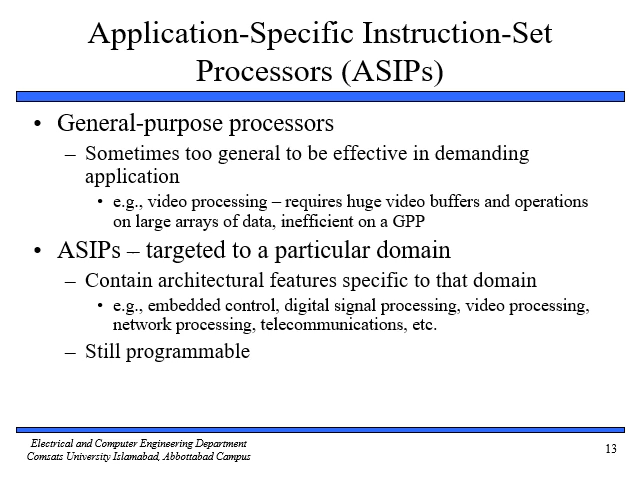 Application-Specific Instruction-Set
Processors (ASIPs)
• General-purpose processors
– Sometimes too general to be effective in demanding
application
• e.g., video processing – requires huge video buffers and operations
on large arrays of data, inefficient on a GPP
• ASIPs – targeted to a particular domain
– Contain architectural features specific to that domain
• e.g., embedded control, digital signal processing, video processing,
network processing, telecommunications, etc.
– Still programmable
Electrical and Computer Engineering Department
Comsats University Islamabad, Abbottabad Campus
13